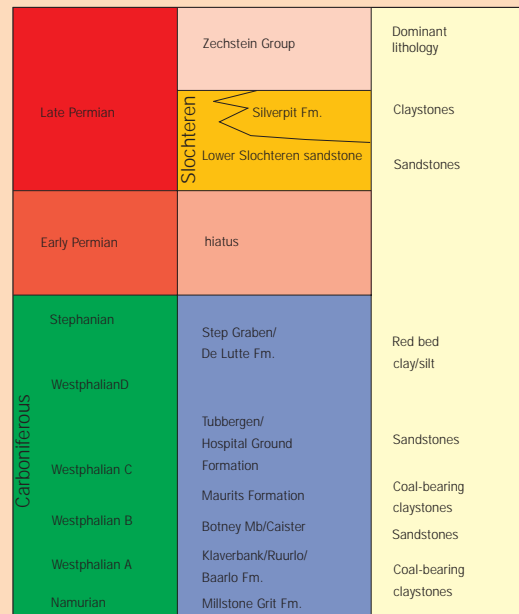 Zechstein Group
Dominant
lithology
Late Permian
Slochteren
Silverpit Fm.
Claystones
Lower Slochteren sandstone
Sandstones
Early Permian
hiatus
Carboniferous
Stephanian
Step Graben/
De Lutte Fm.
Red bed
clay/silt
WestphalianD
Tubbergen/
Hospital Ground
Formation
Sandstones
Westphalian C
Maurits Formation
Coal-bearing
claystones
Westphalian B
Botney Mb/Caister
Sandstones
Westphalian A
Klaverbank/Ruurlo/
Baarlo Fm.
Coal-bearing
claystones
Namurian
Millstone Grit Fm.